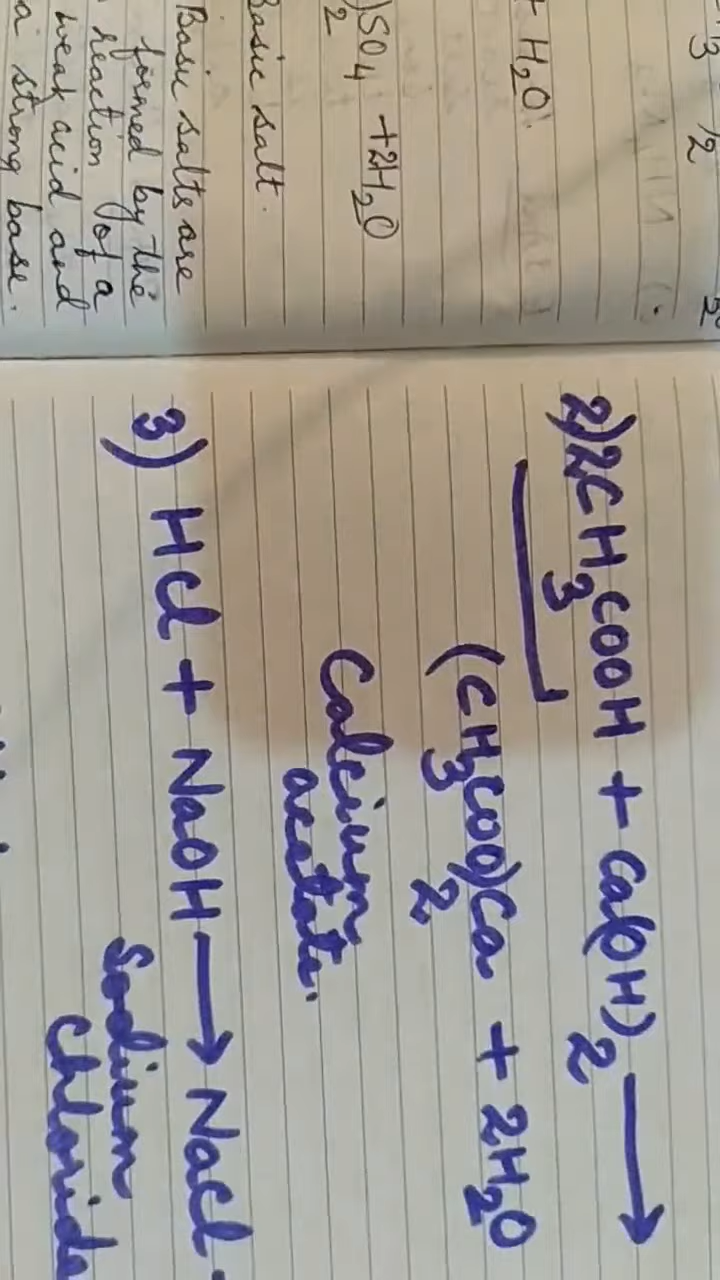 + H₂O.
)₂SO₄ +2H₂O
Basic salt.
Basic salts are
formed by the
reaction of a
weak acid and
a strong base.
2) 2CH₃COOH + Ca(OH)₂ →
(CH₃COO)₂Ca + 2H₂O
Calcium
acetate.
3) HCl + NaOH → NaCl
Sodium
chloride